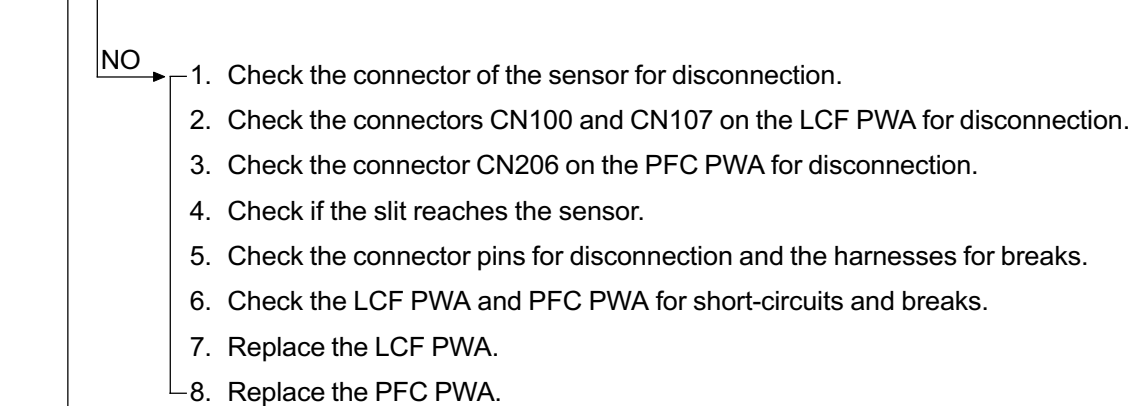 NO
1. Check the connector of the sensor for disconnection.
2. Check the connectors CN100 and CN107 on the LCF PWA for disconnection.
3. Check the connector CN206 on the PFC PWA for disconnection.
4. Check if the slit reaches the sensor.
5. Check the connector pins for disconnection and the harnesses for breaks.
6. Check the LCF PWA and PFC PWA for short-circuits and breaks.
7. Replace the LCF PWA.
8. Replace the PFC PWA.